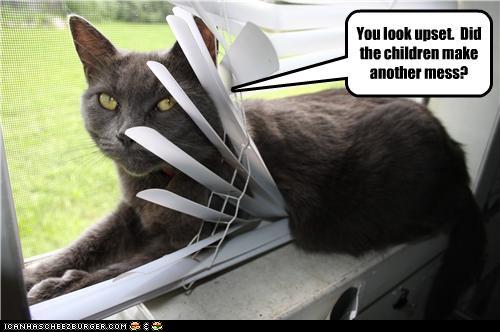 You look upset.  Did
the children make
another mess?
ICANHASCHEEZBURGER.COM